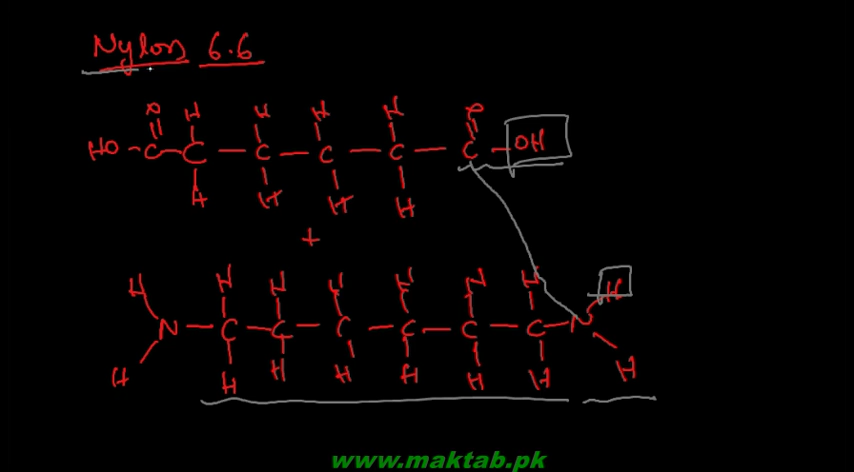 Nylon 6.6
O H H H H O
HO - C - C - C - C - C - C - OH
H H H H
+
H H H H H H H H
N - C - C - C - C - C - C - N
H H H H H H H H
www.maktab.pk